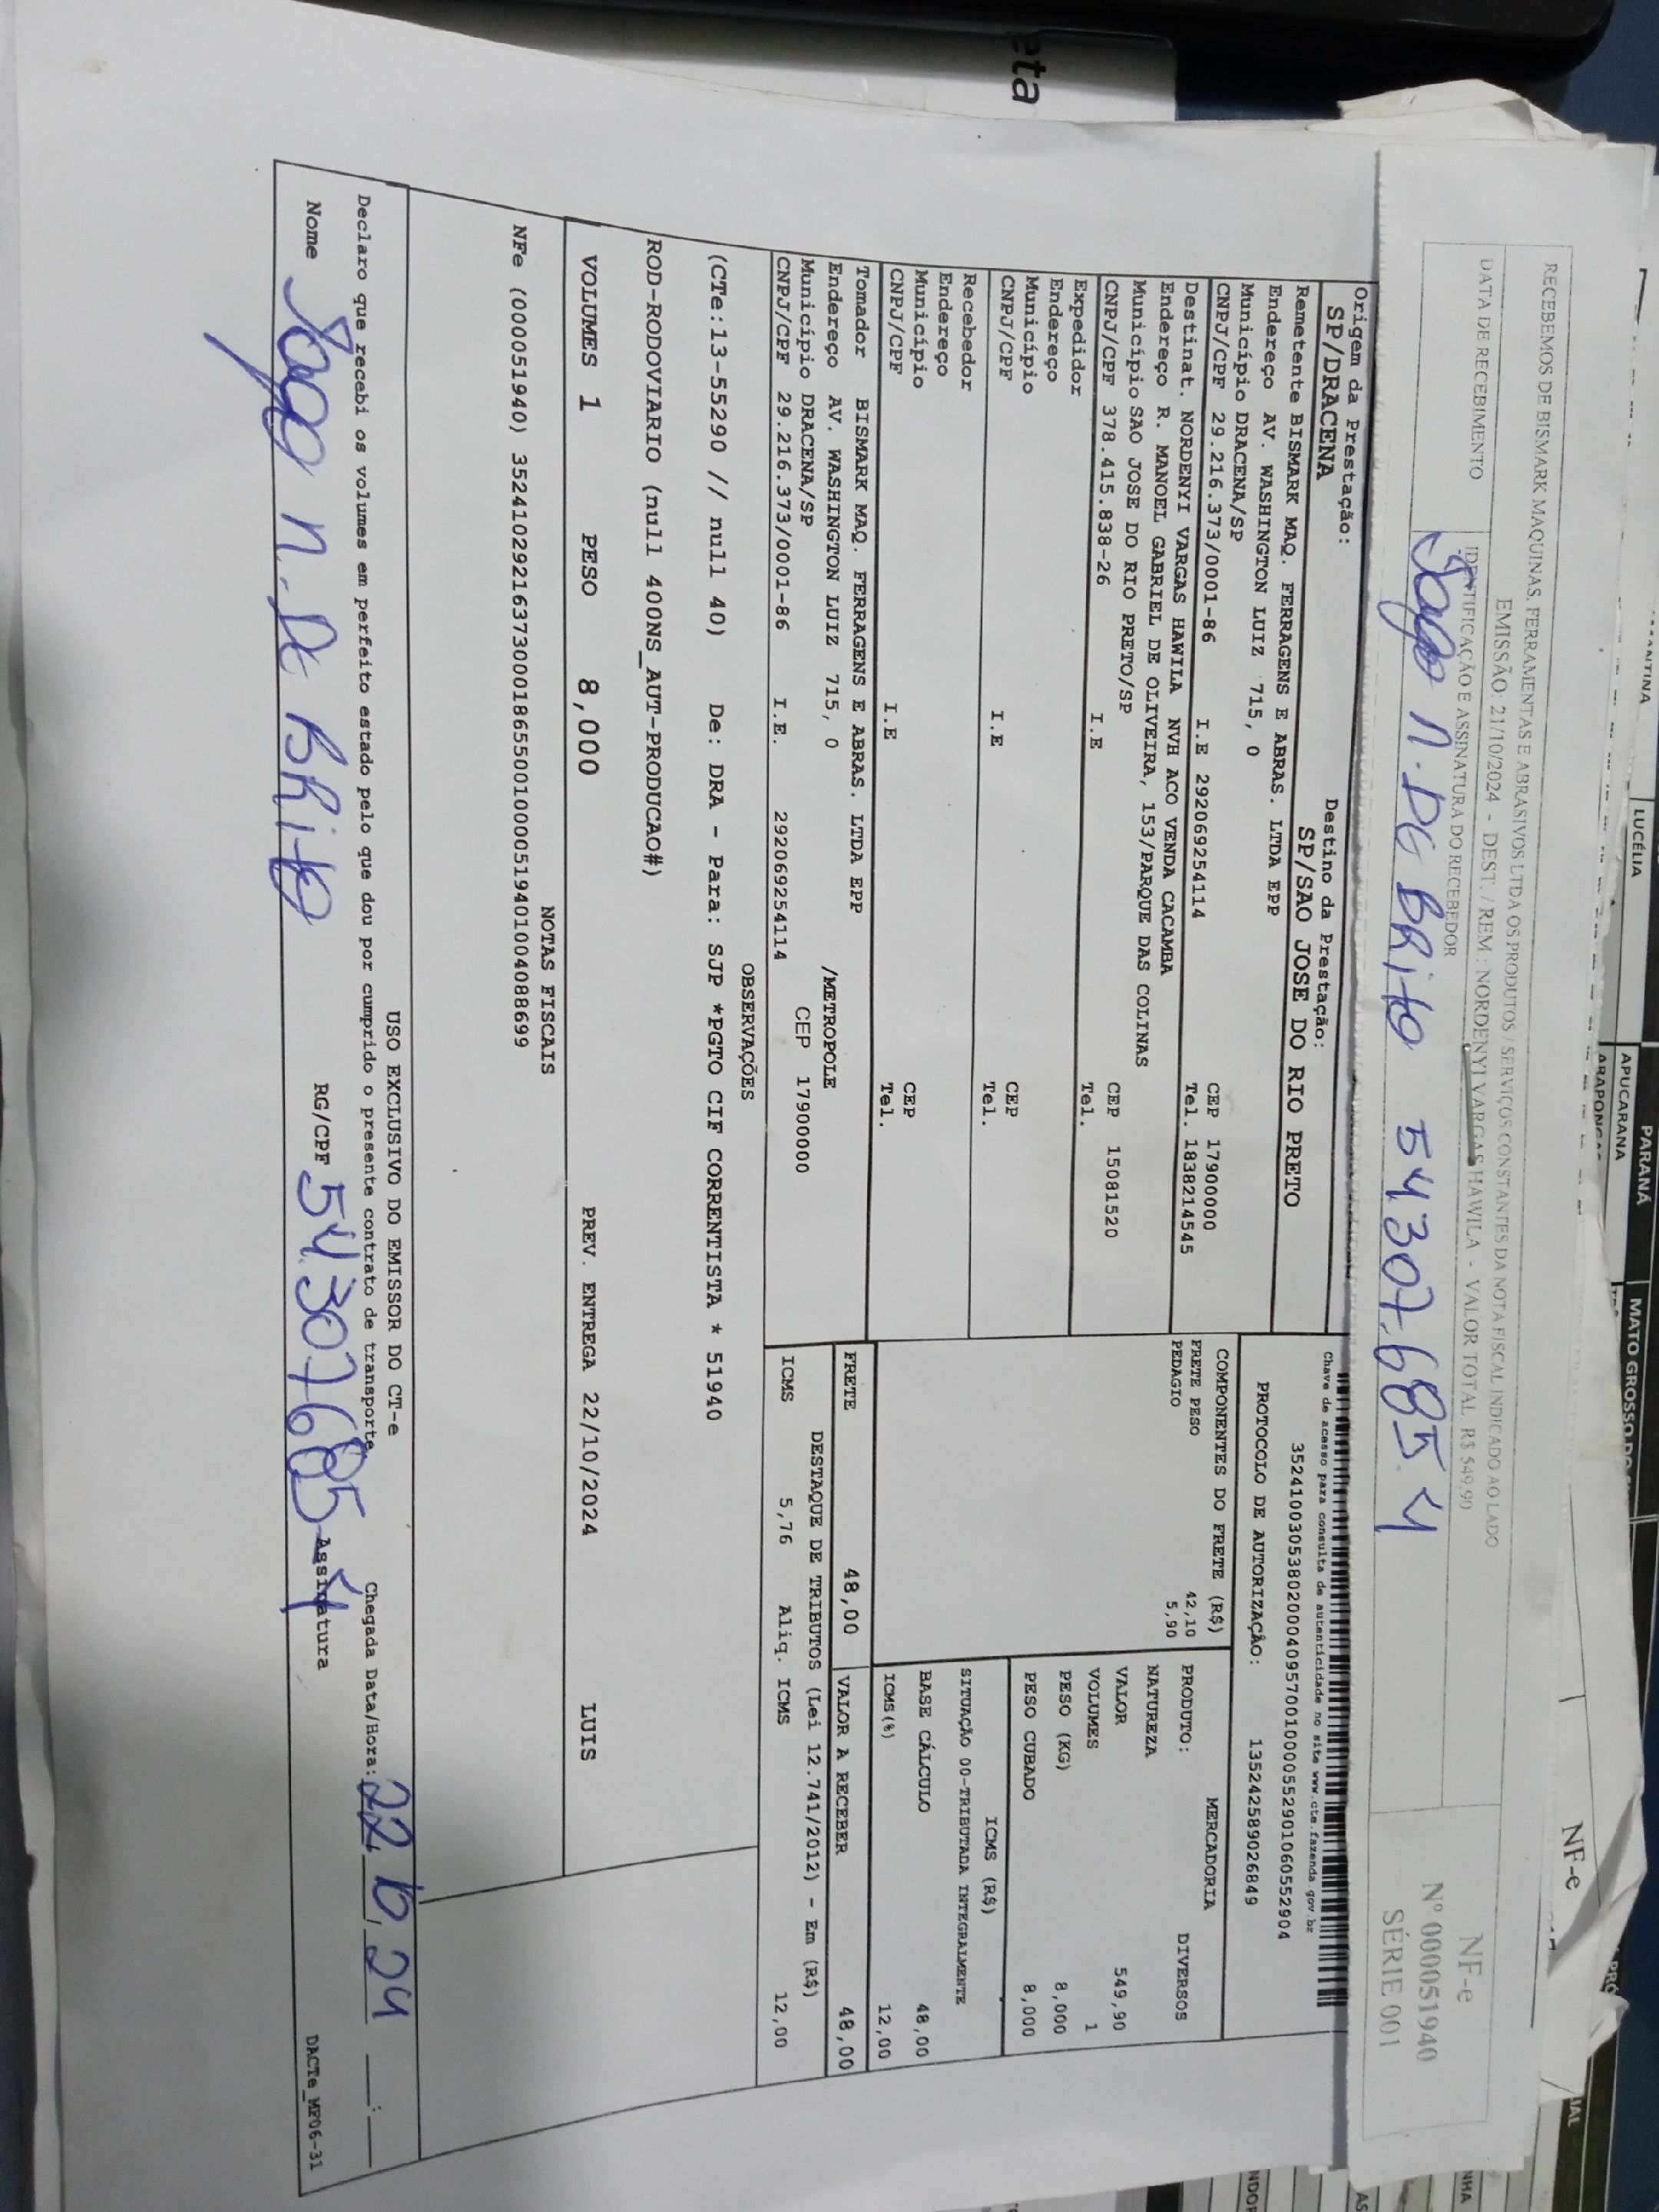 RECEBEMOS DE BISMARK MAQUINAS, FERRAMENTAS E ABRASIVOS LTDA OS PRODUTOS / SERVIÇOS CONSTANTES DA NOTA FISCAL INDICADO AO LADO
EMISSÃO: 21/10/2024 - DEST. / REM.: NORDENYI VARGAS HAWILA - VALOR TOTAL: R$ 549,90
DATA DE RECEBIMENTO
IDENTIFICAÇÃO E ASSINATURA DO RECEBEDOR
n. De BRito 54.307.685.4
NF-e
Nº 000051940
SÉRIE 001
Origem da Prestação:
SP/DRACENA
Destino da Prestação:
SP/SAO JOSE DO RIO PRETO
Remetente BISMARK MAQ. FERRAGENS E ABRAS. LTDA EPP
Endereço AV. WASHINGTON LUIZ 715, 0
Município DRACENA/SP CEP 17900000
CNPJ/CPF 29.216.373/0001-86 I.E 292069254114 Tel. 1838214545
Destinat. NORDENYI VARGAS HAWILA NVH ACO VENDA CACAMBA
Endereço R. MANOEL GABRIEL DE OLIVEIRA, 153/PARQUE DAS COLINAS
Município SAO JOSE DO RIO PRETO/SP CEP 15081520
CNPJ/CPF 378.415.838-26 I.E Tel.
Expedidor
Endereço
Município CEP
CNPJ/CPF I.E Tel.
Recebedor
Endereço
Município CEP
CNPJ/CPF I.E Tel.
Tomador BISMARK MAQ. FERRAGENS E ABRAS. LTDA EPP
Endereço AV. WASHINGTON LUIZ 715, 0 /METROPOLE
Município DRACENA/SP CEP 17900000
CNPJ/CPF 29.216.373/0001-86 I.E. 292069254114
Chave de acesso para consulta de autenticidade no site www.cte.fazenda.gov.br
35241003053802000409570010000552901060552904
PROTOCOLO DE AUTORIZAÇÃO: 135242589026849
COMPONENTES DO FRETE (R$)
FRETE PESO 42,10
PEDAGIO 5,90
MERCADORIA
PRODUTO: DIVERSOS
NATUREZA
VALOR 549,90
VOLUMES 1
PESO (KG) 8,000
PESO CUBADO 8,000
ICMS (R$)
SITUAÇÃO 00-TRIBUTADA INTEGRALMENTE
BASE CÁLCULO 48,00
ICMS(%) 12,00
FRETE 48,00 VALOR A RECEBER 48,00
DESTAQUE DE TRIBUTOS (Lei 12.741/2012) - Em (R$)
ICMS 5,76 Aliq. ICMS 12,00
OBSERVAÇÕES
(CTe:13-55290 // null 40) De: DRA - Para: SJP *PGTO CIF CORRENTISTA * 51940
ROD-RODOVIARIO (null 400NS_AUT-PRODUCAO#)
VOLUMES 1 PESO 8,000 PREV. ENTREGA 22/10/2024 LUIS
NOTAS FISCAIS
NFe (000051940) 35241029216373000186550010000519401004088699
USO EXCLUSIVO DO EMISSOR DO CT-e
Declaro que recebi os volumes em perfeito estado pelo que dou por cumprido o presente contrato de transporte. Chegada Data/Hora: 22/10/24 __:__
Nome n. De BRito RG/CPF 54.307685-4 Assinatura
DACTe_MF06-31
eta
NF-e
LUCÉLIA
APUCARANA
PARANÁ